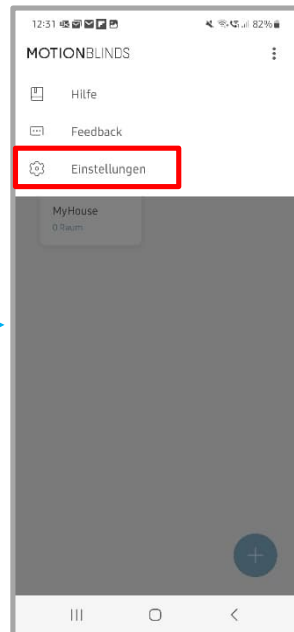 12:31 82%
MOTIONBLINDS
Hilfe
Feedback
Einstellungen
MyHouse
0 Raum